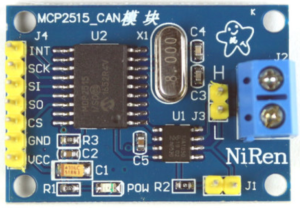 MCP2515_CAN模块
K
J4
U2
X1
C4
J2
INT
SCK
SI
SO
CS
GND
VCC
8.000
H
C3
J3
L
U1
R3
C2
C1
C5
NiRen
R1
POW
R2
J1